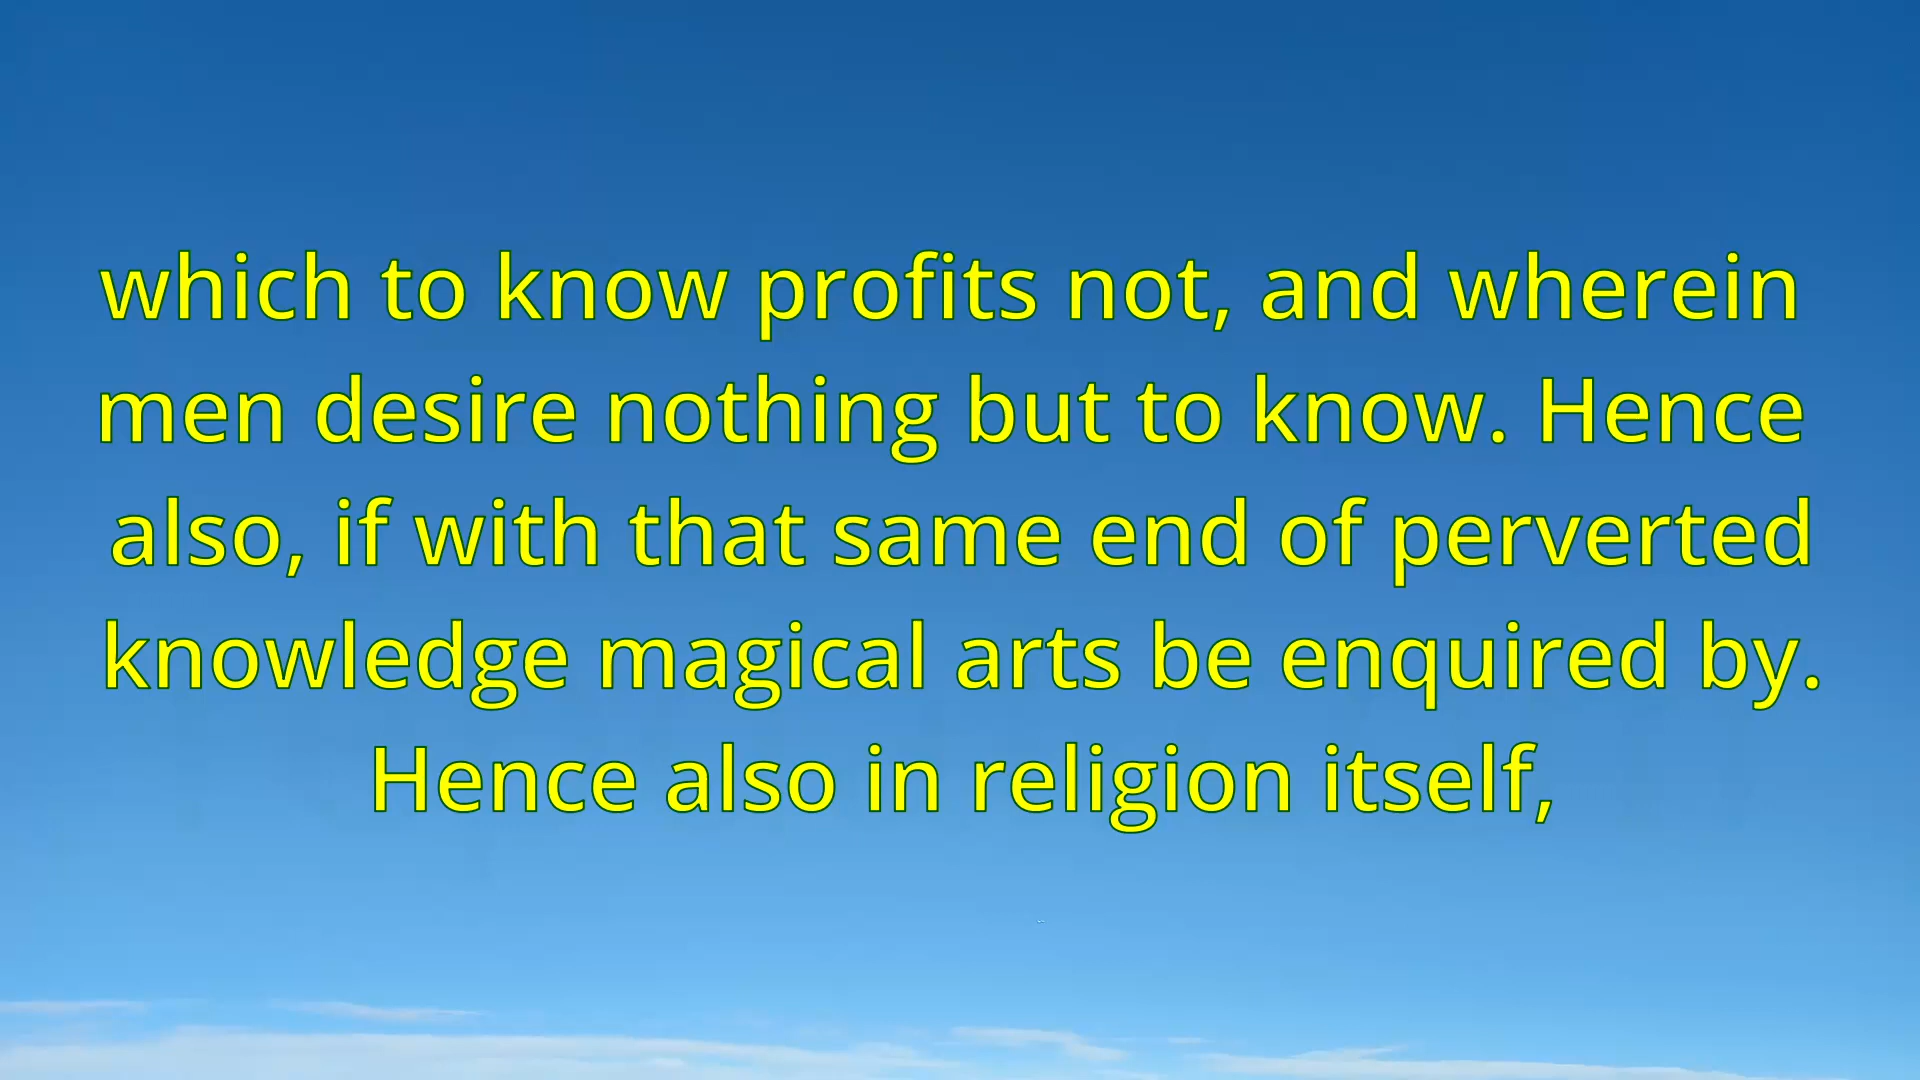 which to know profits not, and wherein
men desire nothing but to know. Hence
also, if with that same end of perverted
knowledge magical arts be enquired by.
Hence also in religion itself,